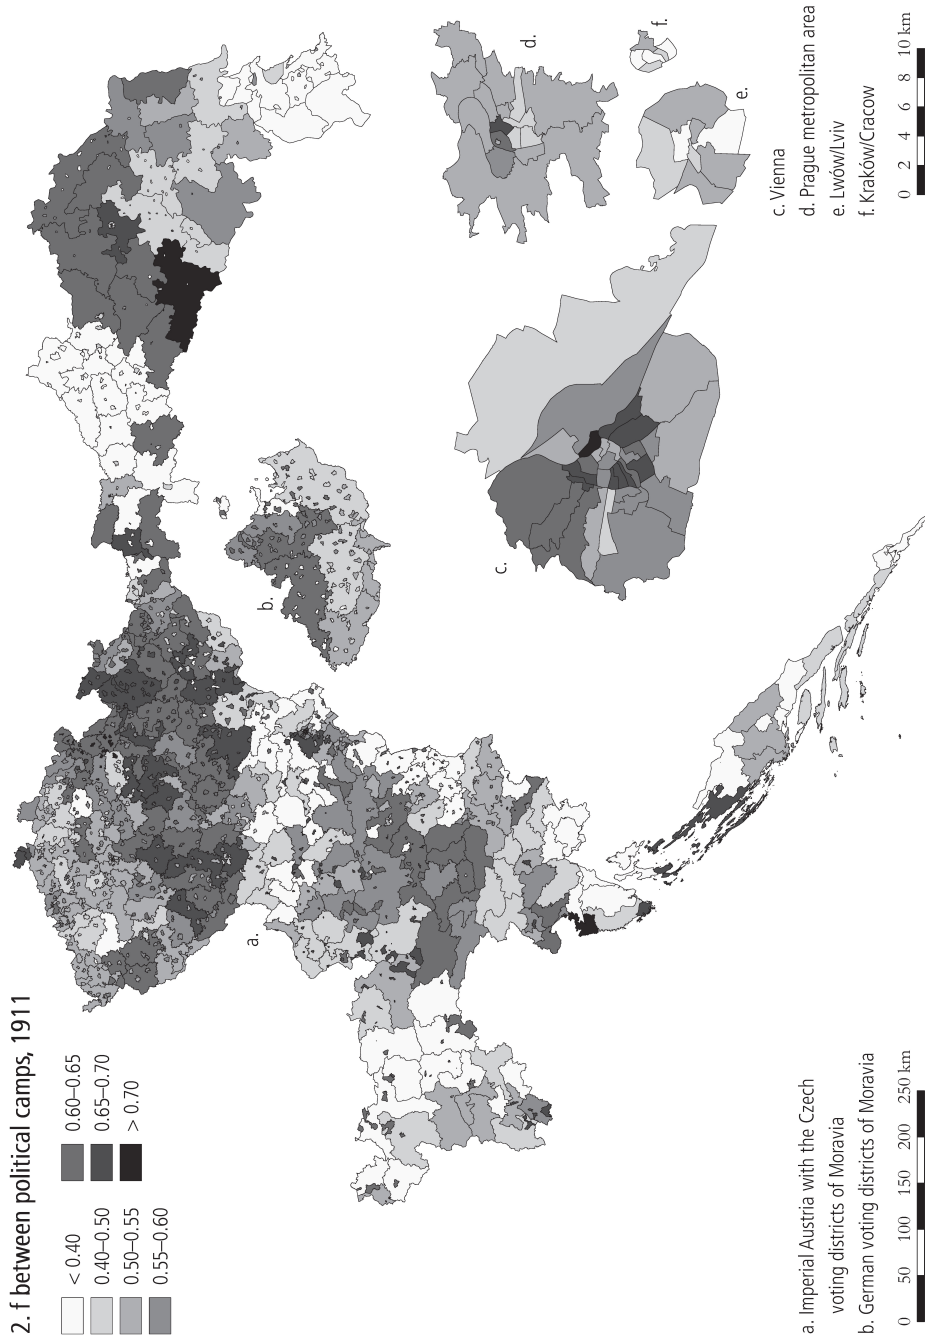 2. f between political camps, 1911
< 0.40
0.40–0.50
0.50–0.55
0.55–0.60
0.60–0.65
0.65–0.70
> 0.70
a.
b.
c.
d.
e.
f.
a. Imperial Austria with the Czech
voting districts of Moravia
b. German voting districts of Moravia
0 50 100 150 200 250 km
c. Vienna
d. Prague metropolitan area
e. Lwów/Lviv
f. Kraków/Cracow
0 2 4 6 8 10 km